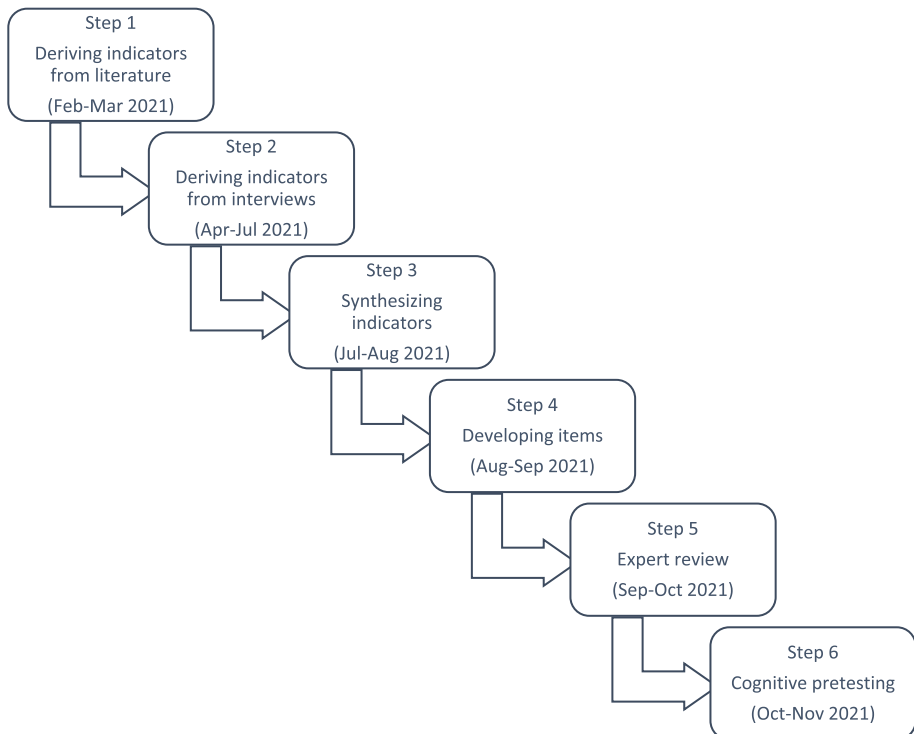 Step 1
Deriving indicators
from literature
(Feb-Mar 2021)
Step 2
Deriving indicators
from interviews
(Apr-Jul 2021)
Step 3
Synthesizing
indicators
(Jul-Aug 2021)
Step 4
Developing items
(Aug-Sep 2021)
Step 5
Expert review
(Sep-Oct 2021)
Step 6
Cognitive pretesting
(Oct-Nov 2021)